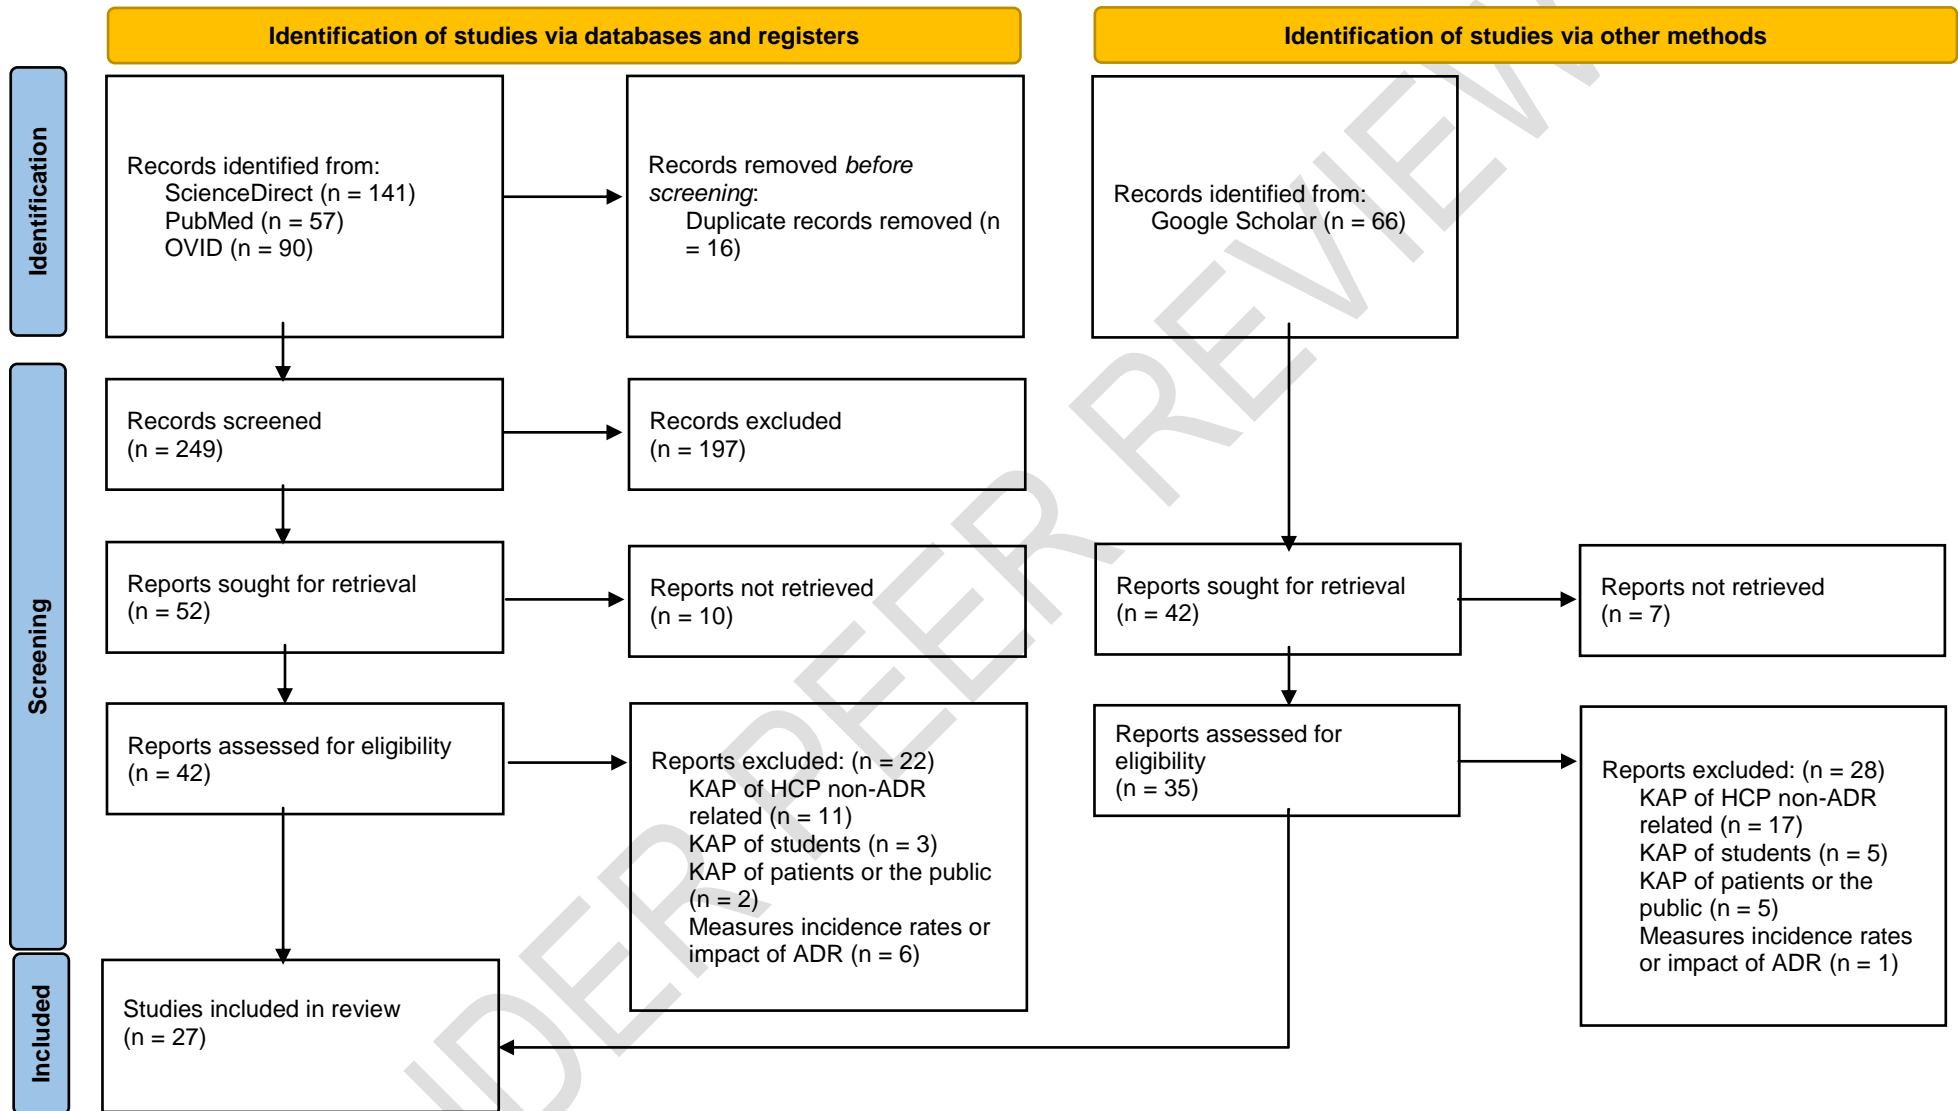 Identification of studies via databases and registers
Identification of studies via other methods
Identification
Records identified from:
ScienceDirect (n = 141)
PubMed (n = 57)
OVID (n = 90)
Records removed before
screening:
Duplicate records removed (n
= 16)
Records identified from:
Google Scholar (n = 66)
Screening
Records screened
(n = 249)
Records excluded
(n = 197)
Reports sought for retrieval
(n = 52)
Reports not retrieved
(n = 10)
Reports sought for retrieval
(n = 42)
Reports not retrieved
(n = 7)
Reports assessed for eligibility
(n = 42)
Reports excluded: (n = 22)
KAP of HCP non-ADR
related (n = 11)
KAP of students (n = 3)
KAP of patients or the public
(n = 2)
Measures incidence rates or
impact of ADR (n = 6)
Reports assessed for
eligibility
(n = 35)
Reports excluded: (n = 28)
KAP of HCP non-ADR
related (n = 17)
KAP of students (n = 5)
KAP of patients or the
public (n = 5)
Measures incidence rates
or impact of ADR (n = 1)
Included
Studies included in review
(n = 27)
DER PEER REVIEW